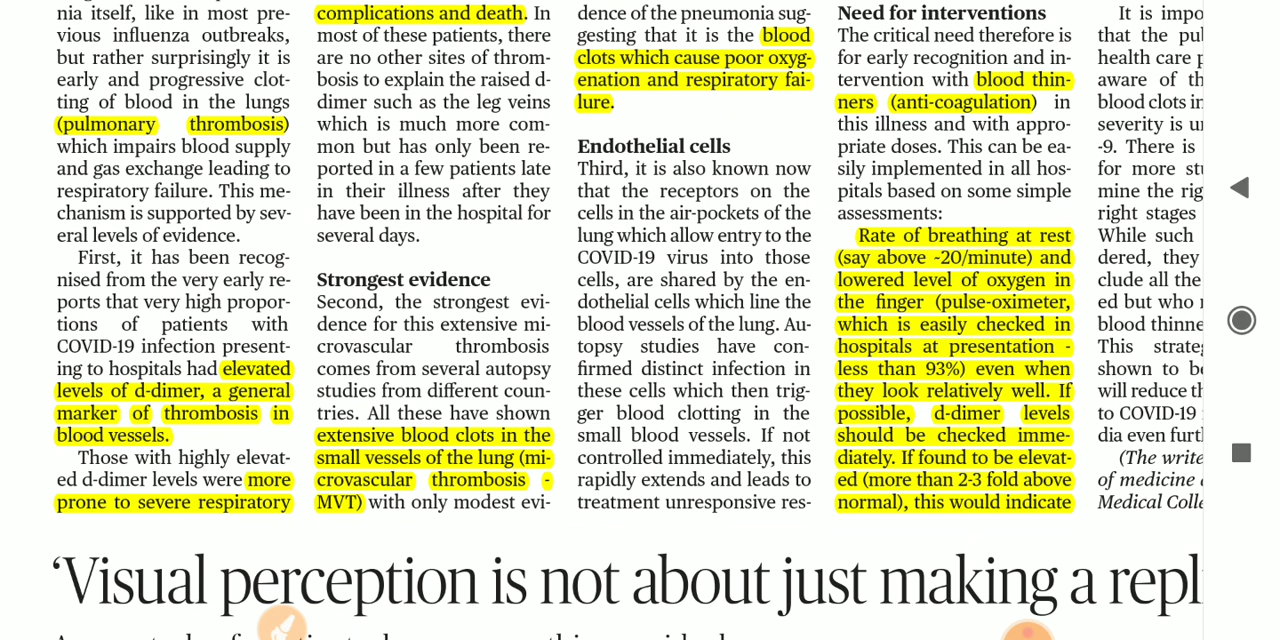 nia itself, like in most pre-
vious influenza outbreaks,
but rather surprisingly it is
early and progressive clot-
ting of blood in the lungs
(pulmonary thrombosis)
which impairs blood supply
and gas exchange leading to
respiratory failure. This me-
chanism is supported by sev-
eral levels of evidence.
First, it has been recog-
nised from the very early re-
ports that very high propor-
tions of patients with
COVID-19 infection present-
ing to hospitals had elevated
levels of d-dimer, a general
marker of thrombosis in
blood vessels.
Those with highly elevat-
ed d-dimer levels were more
prone to severe respiratory
complications and death. In
most of these patients, there
are no other sites of throm-
bosis to explain the raised d-
dimer such as the leg veins
which is much more com-
mon but has only been re-
ported in a few patients late
in their illness after they
have been in the hospital for
several days.
Strongest evidence
Second, the strongest evi-
dence for this extensive mi-
crovascular thrombosis
comes from several autopsy
studies from different coun-
tries. All these have shown
extensive blood clots in the
small vessels of the lung (mi-
crovascular thrombosis -
MVT) with only modest evi-
dence of the pneumonia sug-
gesting that it is the blood
clots which cause poor oxyg-
enation and respiratory fai-
lure.
Endothelial cells
Third, it is also known now
that the receptors on the
cells in the air-pockets of the
lung which allow entry to the
COVID-19 virus into those
cells, are shared by the en-
dothelial cells which line the
blood vessels of the lung. Au-
topsy studies have con-
firmed distinct infection in
these cells which then trig-
ger blood clotting in the
small blood vessels. If not
controlled immediately, this
rapidly extends and leads to
treatment unresponsive res-
Need for interventions
The critical need therefore is
for early recognition and in-
tervention with blood thin-
ners (anti-coagulation) in
this illness and with appro-
priate doses. This can be ea-
sily implemented in all hos-
pitals based on some simple
assessments:
Rate of breathing at rest
(say above ~20/minute) and
lowered level of oxygen in
the finger (pulse-oximeter,
which is easily checked in
hospitals at presentation -
less than 93%) even when
they look relatively well. If
possible, d-dimer levels
should be checked imme-
diately. If found to be elevat-
ed (more than 2-3 fold above
normal), this would indicate
It is
that the
health care
aware of
blood clots
severity is
-9. There is
for more
mine the
right stages
While such
dered, they
clude all the
ed but who
blood
This
shown to
will reduce
to COVID-19
dia even
(The
of medicine
Medical
'Visual perception is not about just making a